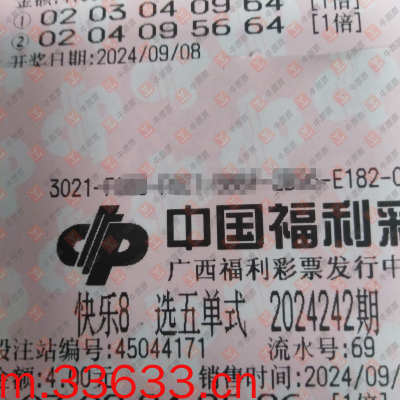 ① 02 03 04 09 64 [1倍]
② 02 04 09 56 64 [1倍]
开奖日期:2024/09/08
3021- -E182-0
中国福利彩
广西福利彩票发行中
快乐8 选五单式 2024242期
投注站编号:45044171 流水号:69
销售时间:2024/09/
m.33633.cn